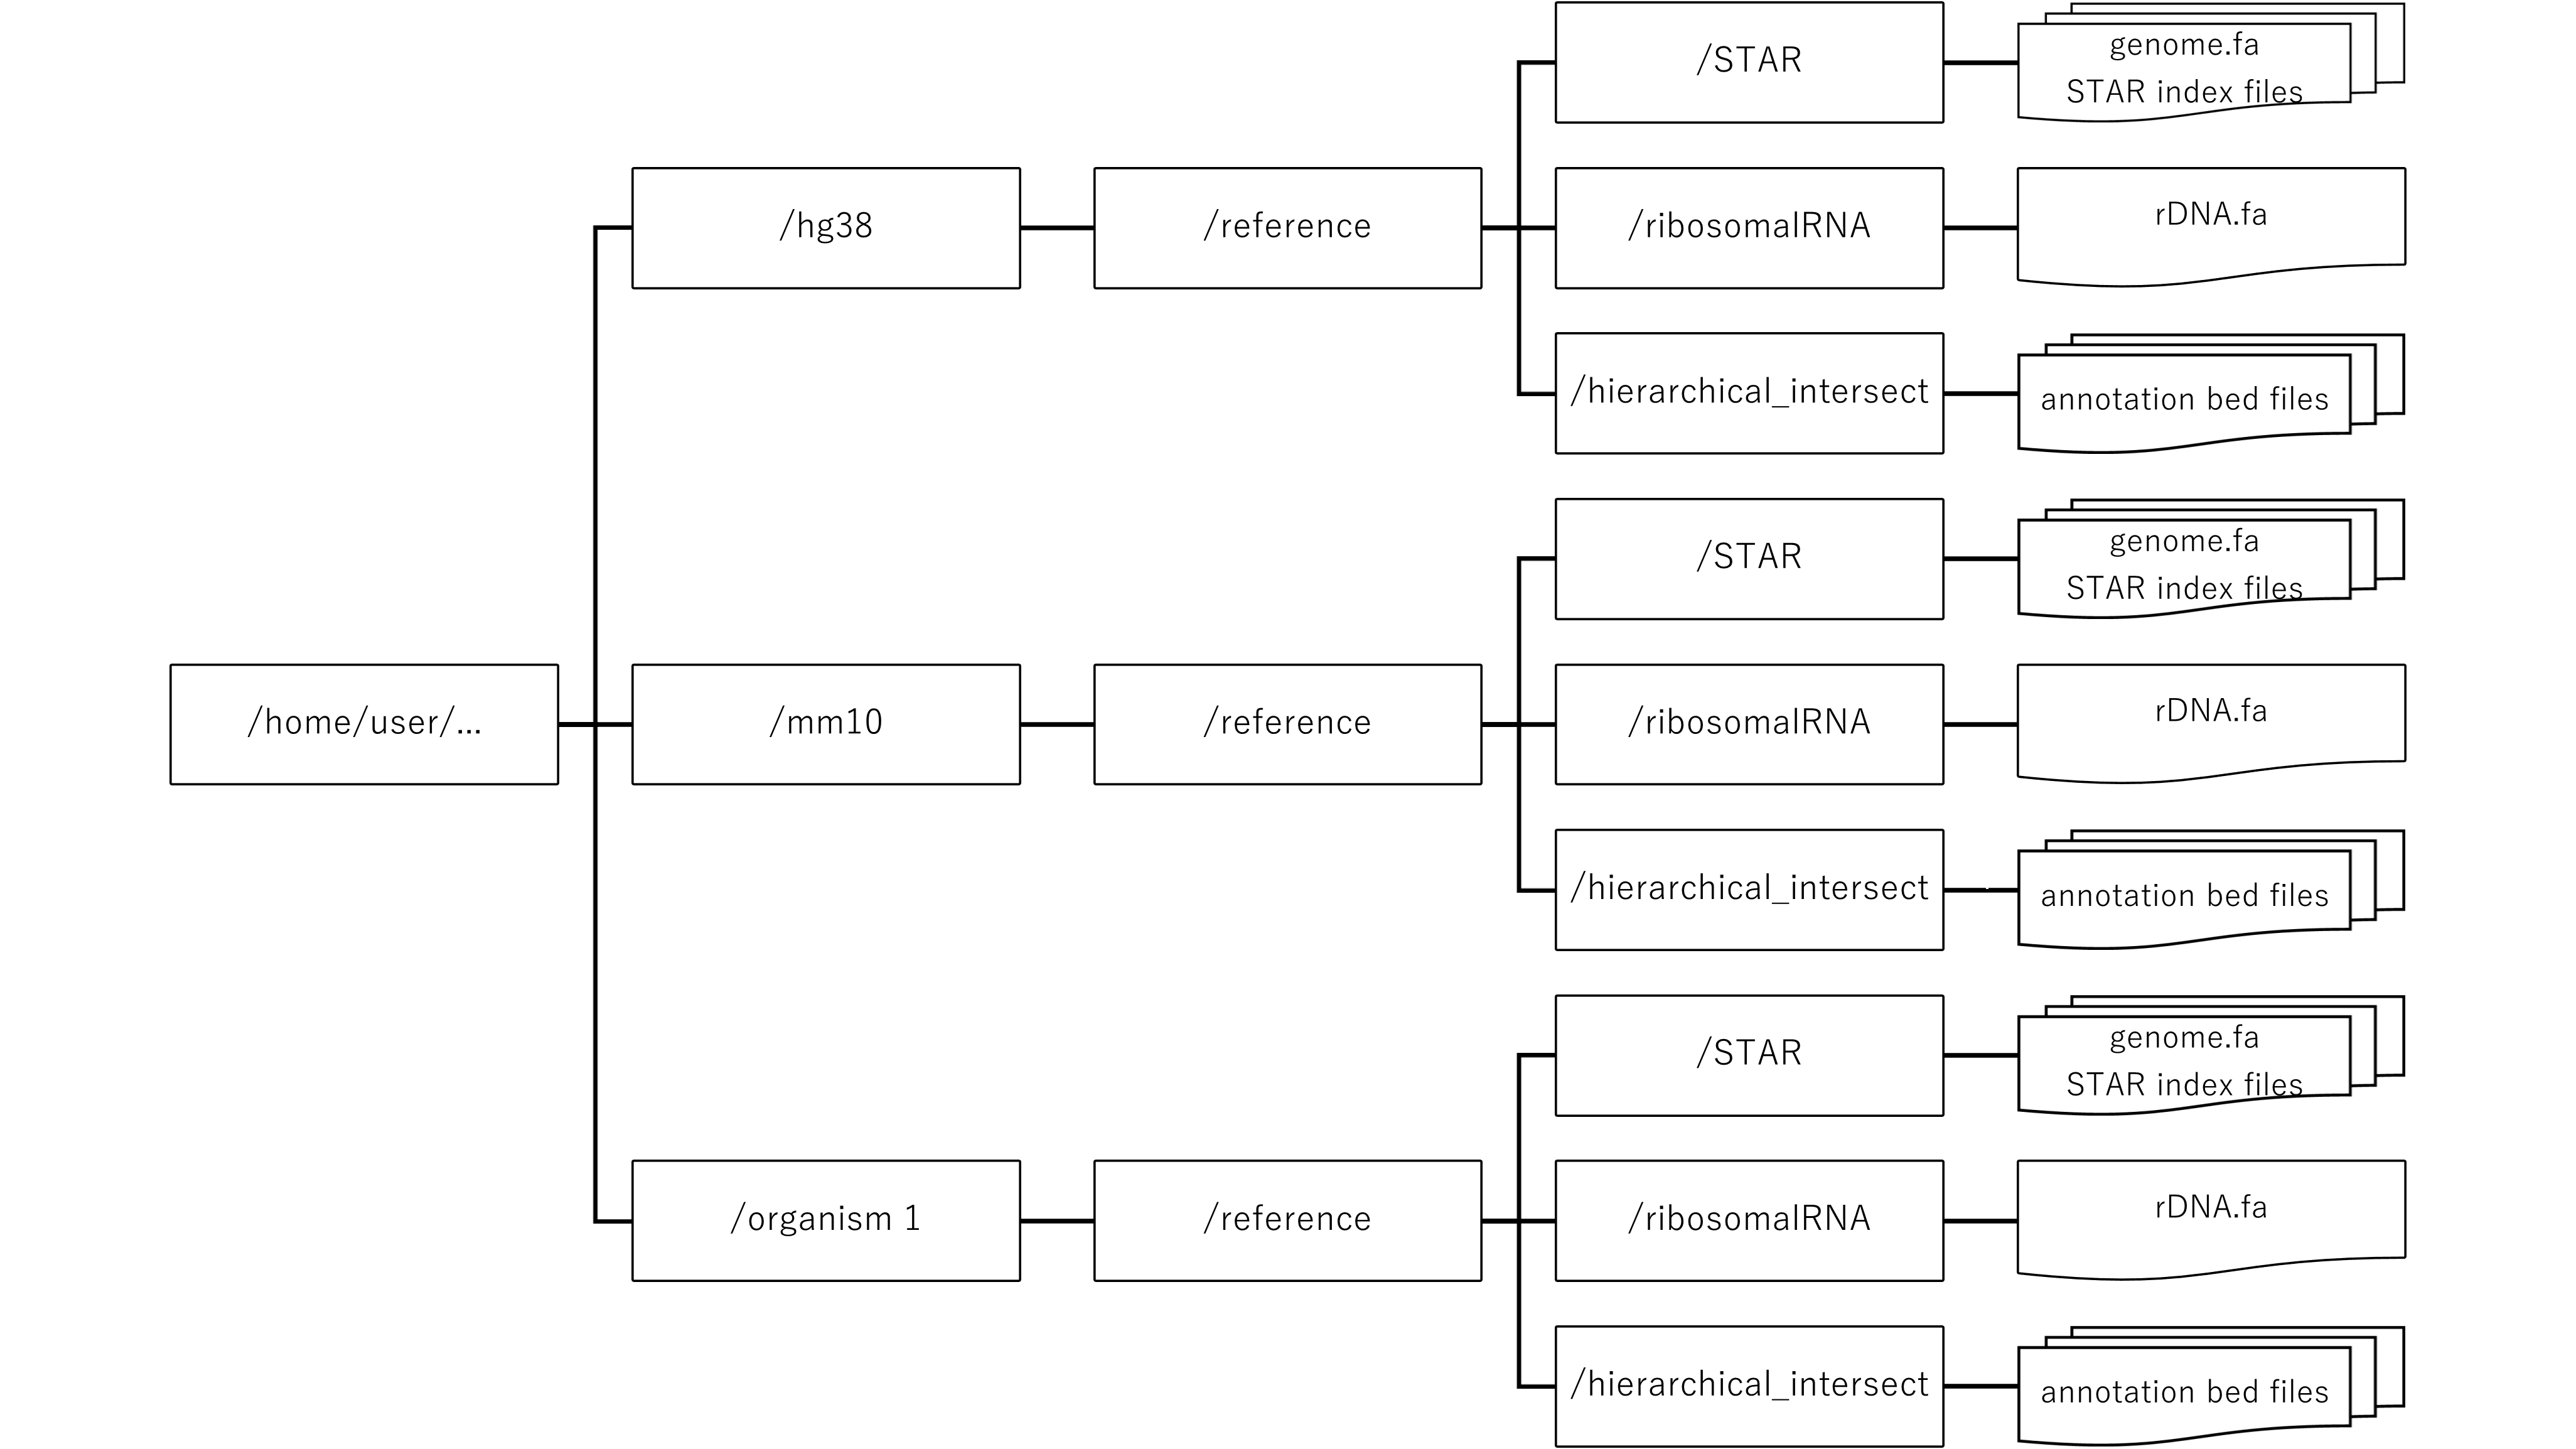 /STAR
genome.fa
STAR index files
/hg38
/reference
/ribosomalRNA
rDNA.fa
/hierarchical_intersect
annotation bed files
/STAR
genome.fa
STAR index files
/home/user/...
/mm10
/reference
/ribosomalRNA
rDNA.fa
/hierarchical_intersect
annotation bed files
/STAR
genome.fa
STAR index files
/organism 1
/reference
/ribosomalRNA
rDNA.fa
/hierarchical_intersect
annotation bed files